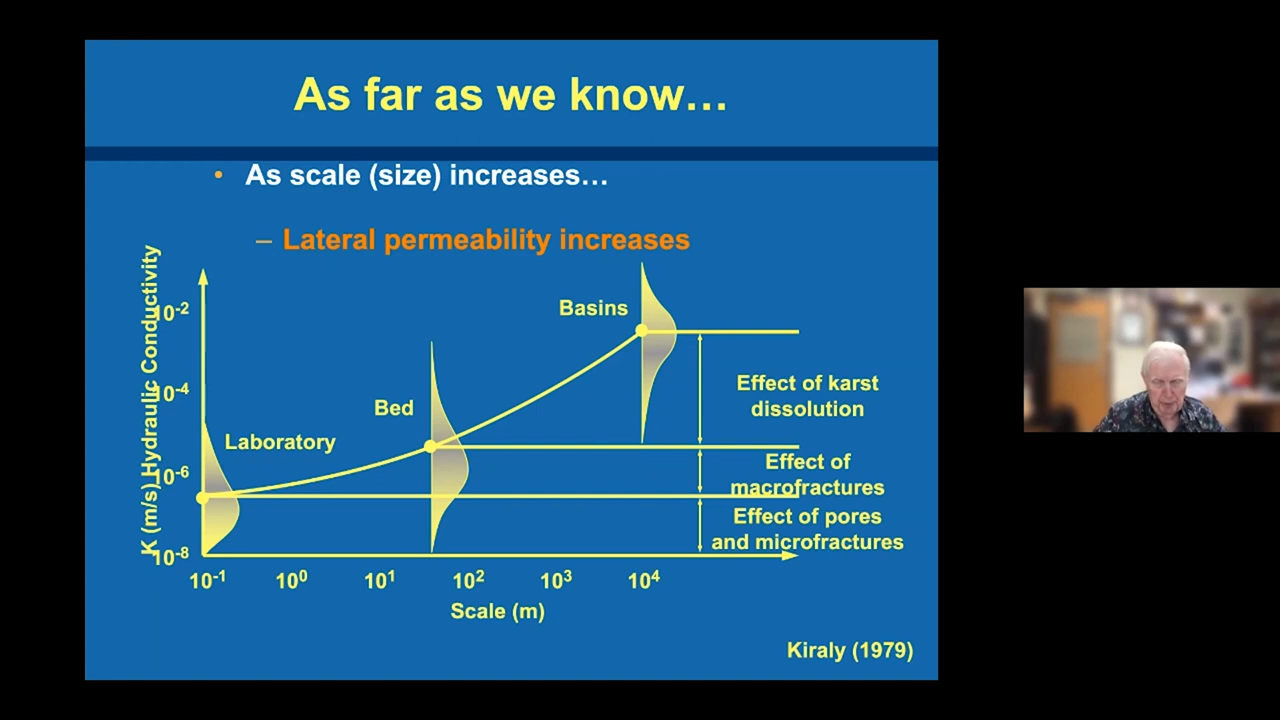 As far as we know…
• As scale (size) increases…
– Lateral permeability increases
K (m/s) Hydraulic Conductivity
10-2
10-4
10-6
10-8
Basins
Bed
Laboratory
Effect of karst
dissolution
Effect of
macrofractures
Effect of pores
and microfractures
10-1 100 101 102 103 104
Scale (m)
Kiraly (1979)